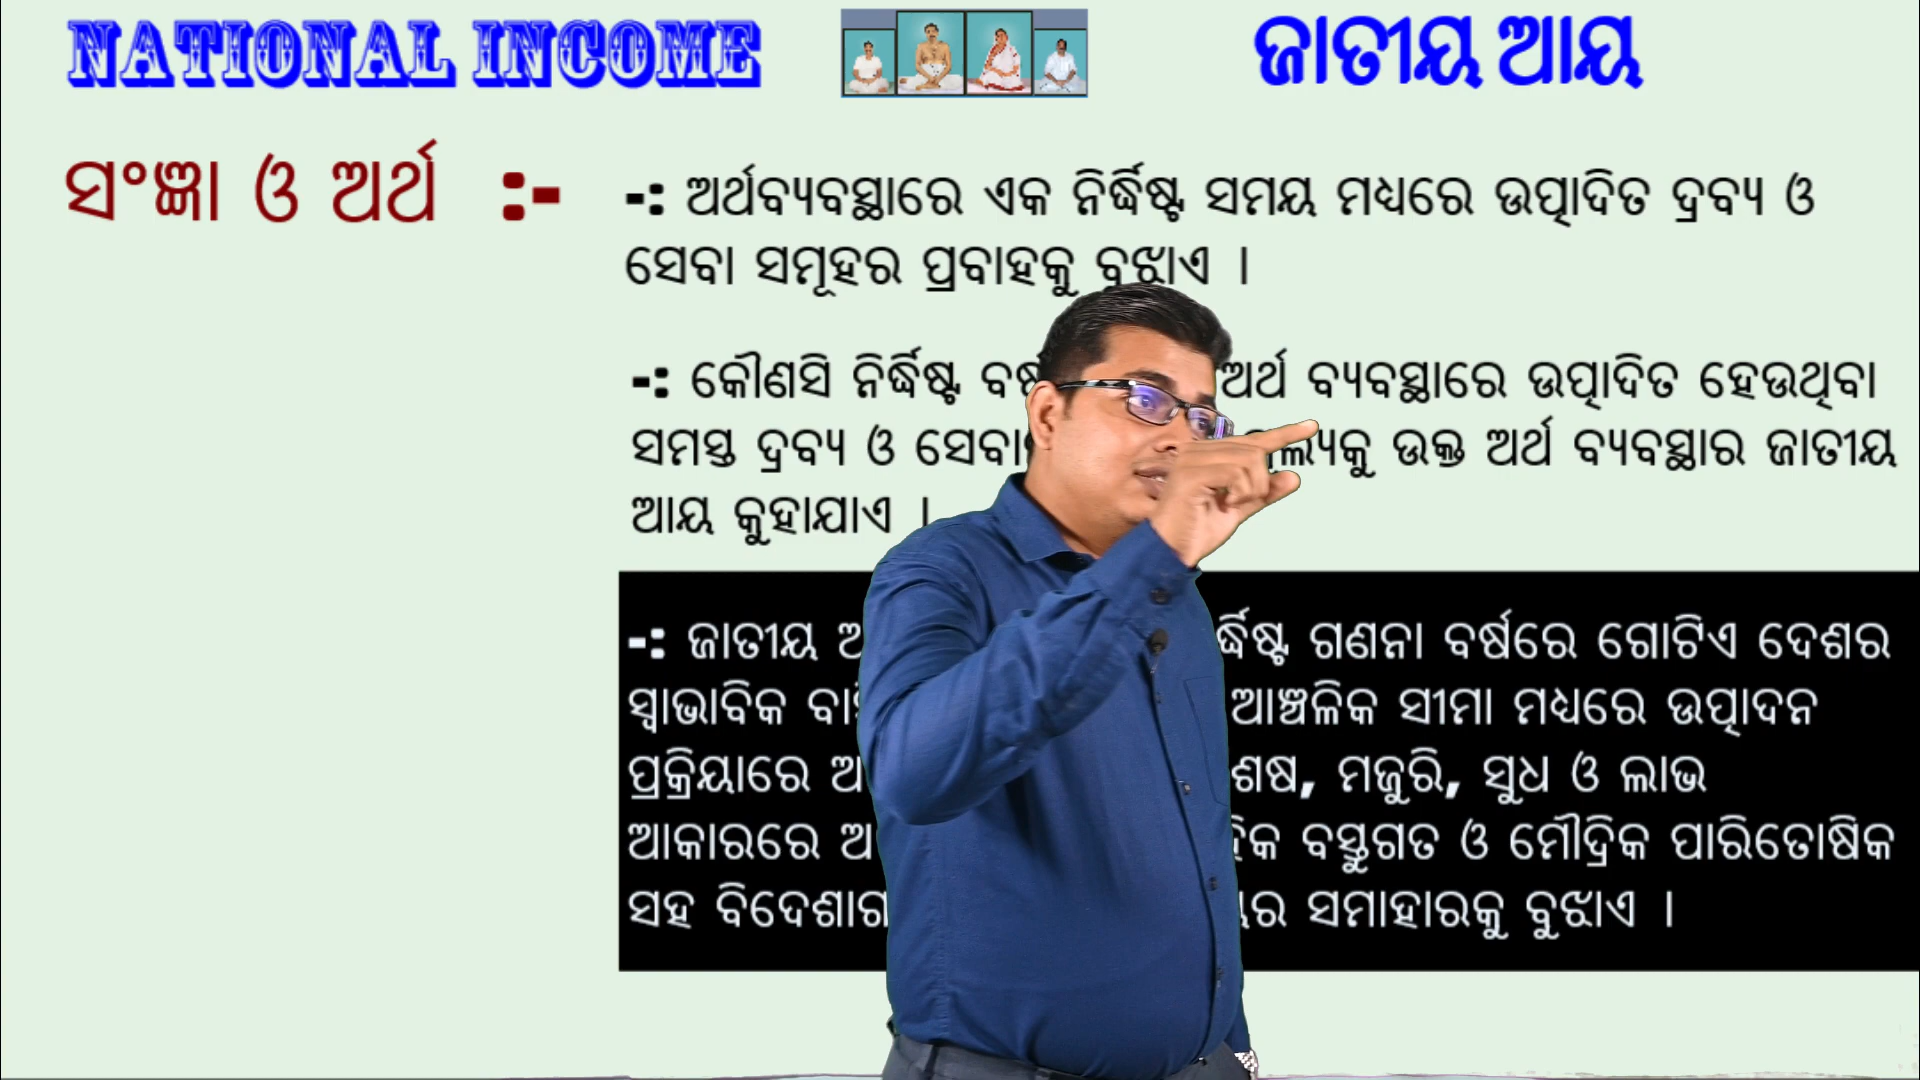 NATIONAL INCOME
ଜାତୀୟ ଆୟ
ସଂଜ୍ଞା ଓ ଅର୍ଥ :-
-: ଅର୍ଥବ୍ୟବସ୍ଥାରେ ଏକ ନିର୍ଦ୍ଧିଷ୍ଟ ସମୟ ମଧ୍ୟରେ ଉତ୍ପାଦିତ ଦ୍ରବ୍ୟ ଓ
ସେବା ସମୂହର ପ୍ରବାହକୁ ବୁଝାଏ ।
-: କୌଣସି ନିର୍ଦ୍ଧିଷ୍ଟ ଅର୍ଥ ବ୍ୟବସ୍ଥାରେ ଉତ୍ପାଦିତ ହେଉଥିବା
ସମସ୍ତ ଦ୍ରବ୍ୟ ଓ ଉକ୍ତ ଅର୍ଥ ବ୍ୟବସ୍ଥାର ଜାତୀୟ
ଆୟ କୁହାଯାଏ ।
-: ଜାତୀୟ ଗଣନା ବର୍ଷରେ ଗୋଟିଏ ଦେଶର
ସ୍ୱାଭାବିକ ଆଞ୍ଚଳିକ ସୀମା ମଧ୍ୟରେ ଉତ୍ପାଦନ
ପ୍ରକ୍ରିୟାରେ ମଜୁରି, ସୁଧ ଓ ଲାଭ
ଆକାରରେ ବସ୍ତୁଗତ ଓ ମୌଦ୍ରିକ ପାରିତୋଷିକ
ସହ ସମାହାରକୁ ବୁଝାଏ ।